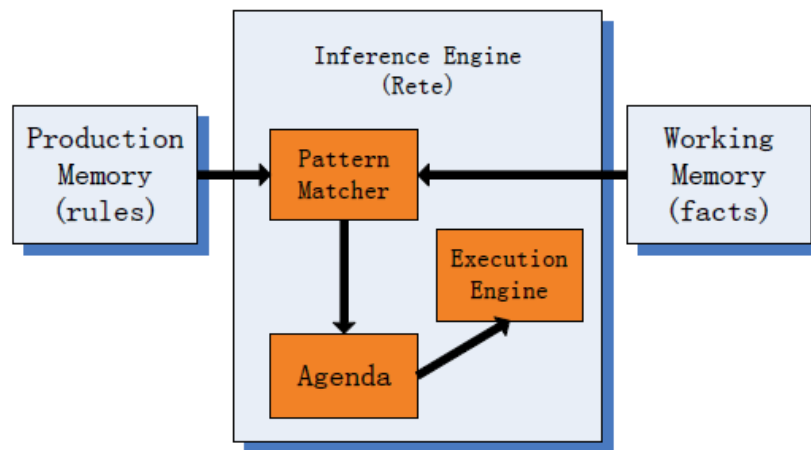 Inference Engine
(Rete)
Production
Memory
(rules)
Pattern
Matcher
Working
Memory
(facts)
Execution
Engine
Agenda